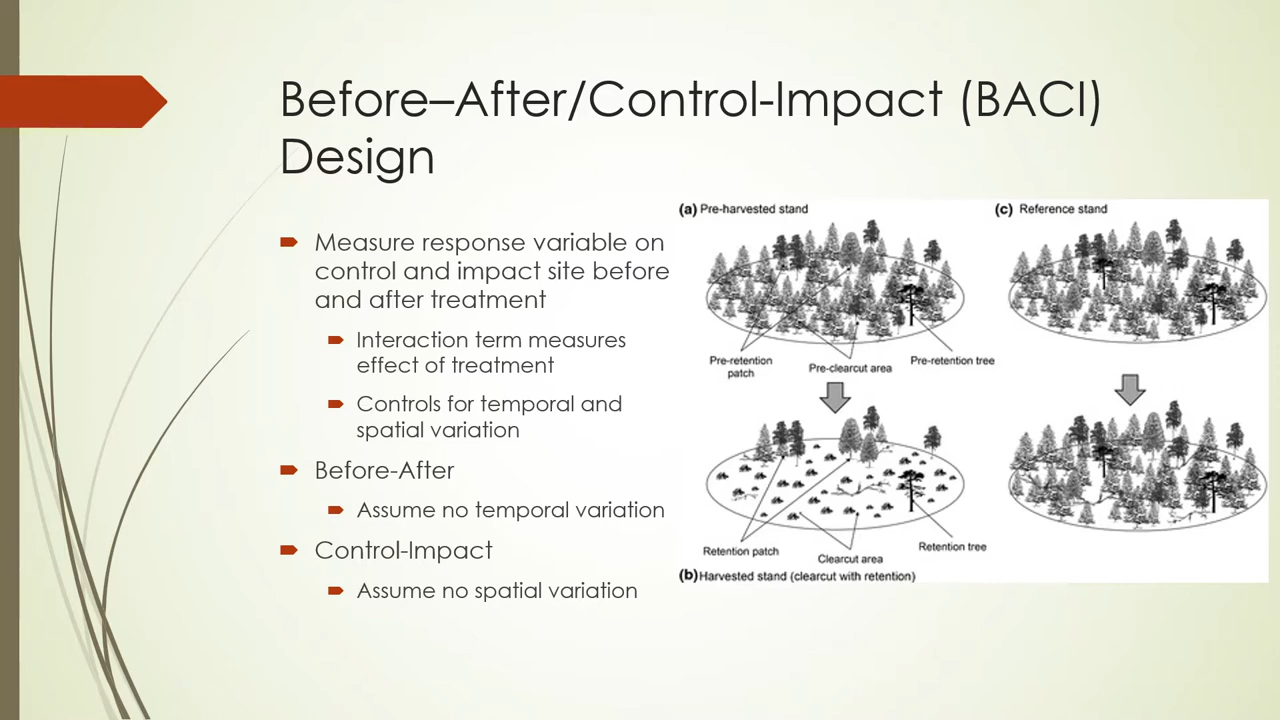 Before–After/Control-Impact (BACI)
Design
Measure response variable on
control and impact site before
and after treatment
Interaction term measures
effect of treatment
Controls for temporal and
spatial variation
Before-After
Assume no temporal variation
Control-Impact
Assume no spatial variation
(a) Pre-harvested stand
(c) Reference stand
Pre-retention
patch
Pre-clearcut area
Pre-retention tree
Retention patch
Clearcut area
Retention tree
(b) Harvested stand (clearcut with retention)